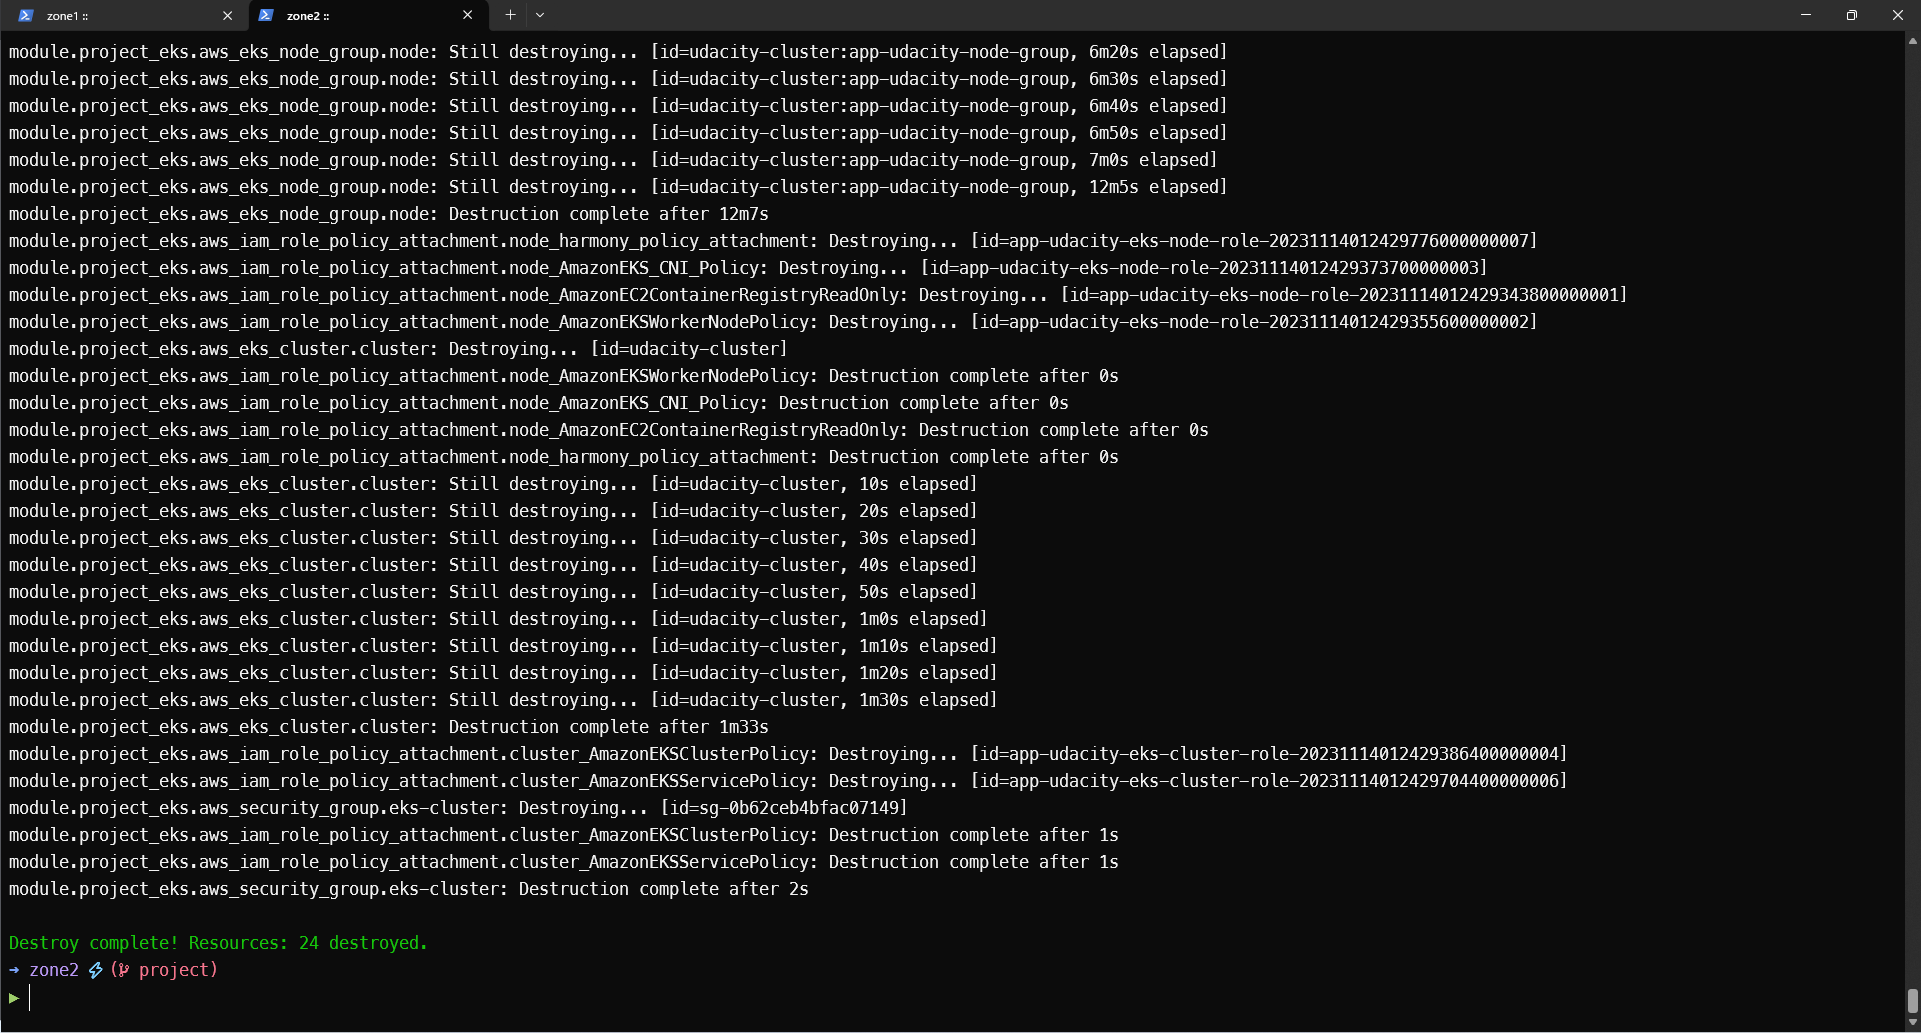 zone1 ::
zone2 ::
module.project_eks.aws_eks_node_group.node: Still destroying... [id=udacity-cluster:app-udacity-node-group, 6m20s elapsed]
module.project_eks.aws_eks_node_group.node: Still destroying... [id=udacity-cluster:app-udacity-node-group, 6m30s elapsed]
module.project_eks.aws_eks_node_group.node: Still destroying... [id=udacity-cluster:app-udacity-node-group, 6m40s elapsed]
module.project_eks.aws_eks_node_group.node: Still destroying... [id=udacity-cluster:app-udacity-node-group, 6m50s elapsed]
module.project_eks.aws_eks_node_group.node: Still destroying... [id=udacity-cluster:app-udacity-node-group, 7m0s elapsed]
module.project_eks.aws_eks_node_group.node: Still destroying... [id=udacity-cluster:app-udacity-node-group, 12m5s elapsed]
module.project_eks.aws_eks_node_group.node: Destruction complete after 12m7s
module.project_eks.aws_iam_role_policy_attachment.node_harmony_policy_attachment: Destroying... [id=app-udacity-eks-node-role-20231114012429776000000007]
module.project_eks.aws_iam_role_policy_attachment.node_AmazonEKS_CNI_Policy: Destroying... [id=app-udacity-eks-node-role-20231114012429373700000003]
module.project_eks.aws_iam_role_policy_attachment.node_AmazonEC2ContainerRegistryReadOnly: Destroying... [id=app-udacity-eks-node-role-20231114012429343800000001]
module.project_eks.aws_iam_role_policy_attachment.node_AmazonEKSWorkerNodePolicy: Destroying... [id=app-udacity-eks-node-role-20231114012429355600000002]
module.project_eks.aws_eks_cluster.cluster: Destroying... [id=udacity-cluster]
module.project_eks.aws_iam_role_policy_attachment.node_AmazonEKSWorkerNodePolicy: Destruction complete after 0s
module.project_eks.aws_iam_role_policy_attachment.node_AmazonEKS_CNI_Policy: Destruction complete after 0s
module.project_eks.aws_iam_role_policy_attachment.node_AmazonEC2ContainerRegistryReadOnly: Destruction complete after 0s
module.project_eks.aws_iam_role_policy_attachment.node_harmony_policy_attachment: Destruction complete after 0s
module.project_eks.aws_eks_cluster.cluster: Still destroying... [id=udacity-cluster, 10s elapsed]
module.project_eks.aws_eks_cluster.cluster: Still destroying... [id=udacity-cluster, 20s elapsed]
module.project_eks.aws_eks_cluster.cluster: Still destroying... [id=udacity-cluster, 30s elapsed]
module.project_eks.aws_eks_cluster.cluster: Still destroying... [id=udacity-cluster, 40s elapsed]
module.project_eks.aws_eks_cluster.cluster: Still destroying... [id=udacity-cluster, 50s elapsed]
module.project_eks.aws_eks_cluster.cluster: Still destroying... [id=udacity-cluster, 1m0s elapsed]
module.project_eks.aws_eks_cluster.cluster: Still destroying... [id=udacity-cluster, 1m10s elapsed]
module.project_eks.aws_eks_cluster.cluster: Still destroying... [id=udacity-cluster, 1m20s elapsed]
module.project_eks.aws_eks_cluster.cluster: Still destroying... [id=udacity-cluster, 1m30s elapsed]
module.project_eks.aws_eks_cluster.cluster: Destruction complete after 1m33s
module.project_eks.aws_iam_role_policy_attachment.cluster_AmazonEKSClusterPolicy: Destroying... [id=app-udacity-eks-cluster-role-20231114012429386400000004]
module.project_eks.aws_iam_role_policy_attachment.cluster_AmazonEKSServicePolicy: Destroying... [id=app-udacity-eks-cluster-role-20231114012429704400000006]
module.project_eks.aws_security_group.eks-cluster: Destroying... [id=sg-0b62ceb4bfac07149]
module.project_eks.aws_iam_role_policy_attachment.cluster_AmazonEKSClusterPolicy: Destruction complete after 1s
module.project_eks.aws_iam_role_policy_attachment.cluster_AmazonEKSServicePolicy: Destruction complete after 1s
module.project_eks.aws_security_group.eks-cluster: Destruction complete after 2s
Destroy complete! Resources: 24 destroyed.
→ zone2 ( project)